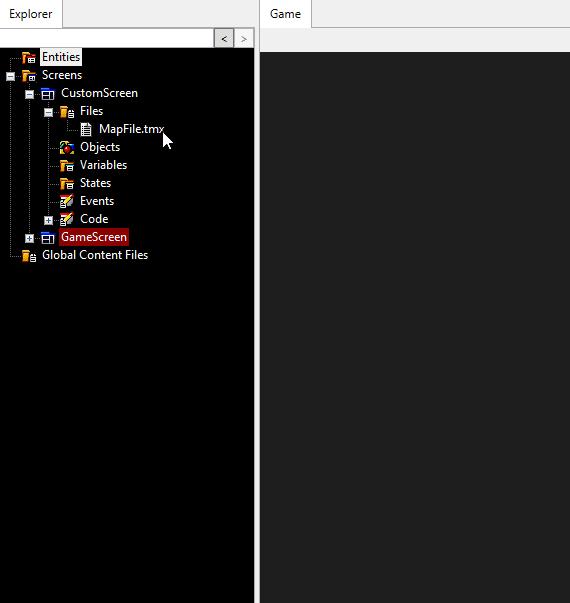 Explorer
Game
< >
Entities
Screens
CustomScreen
Files
MapFile.tmx
Objects
Variables
States
Events
Code
GameScreen
Global Content Files